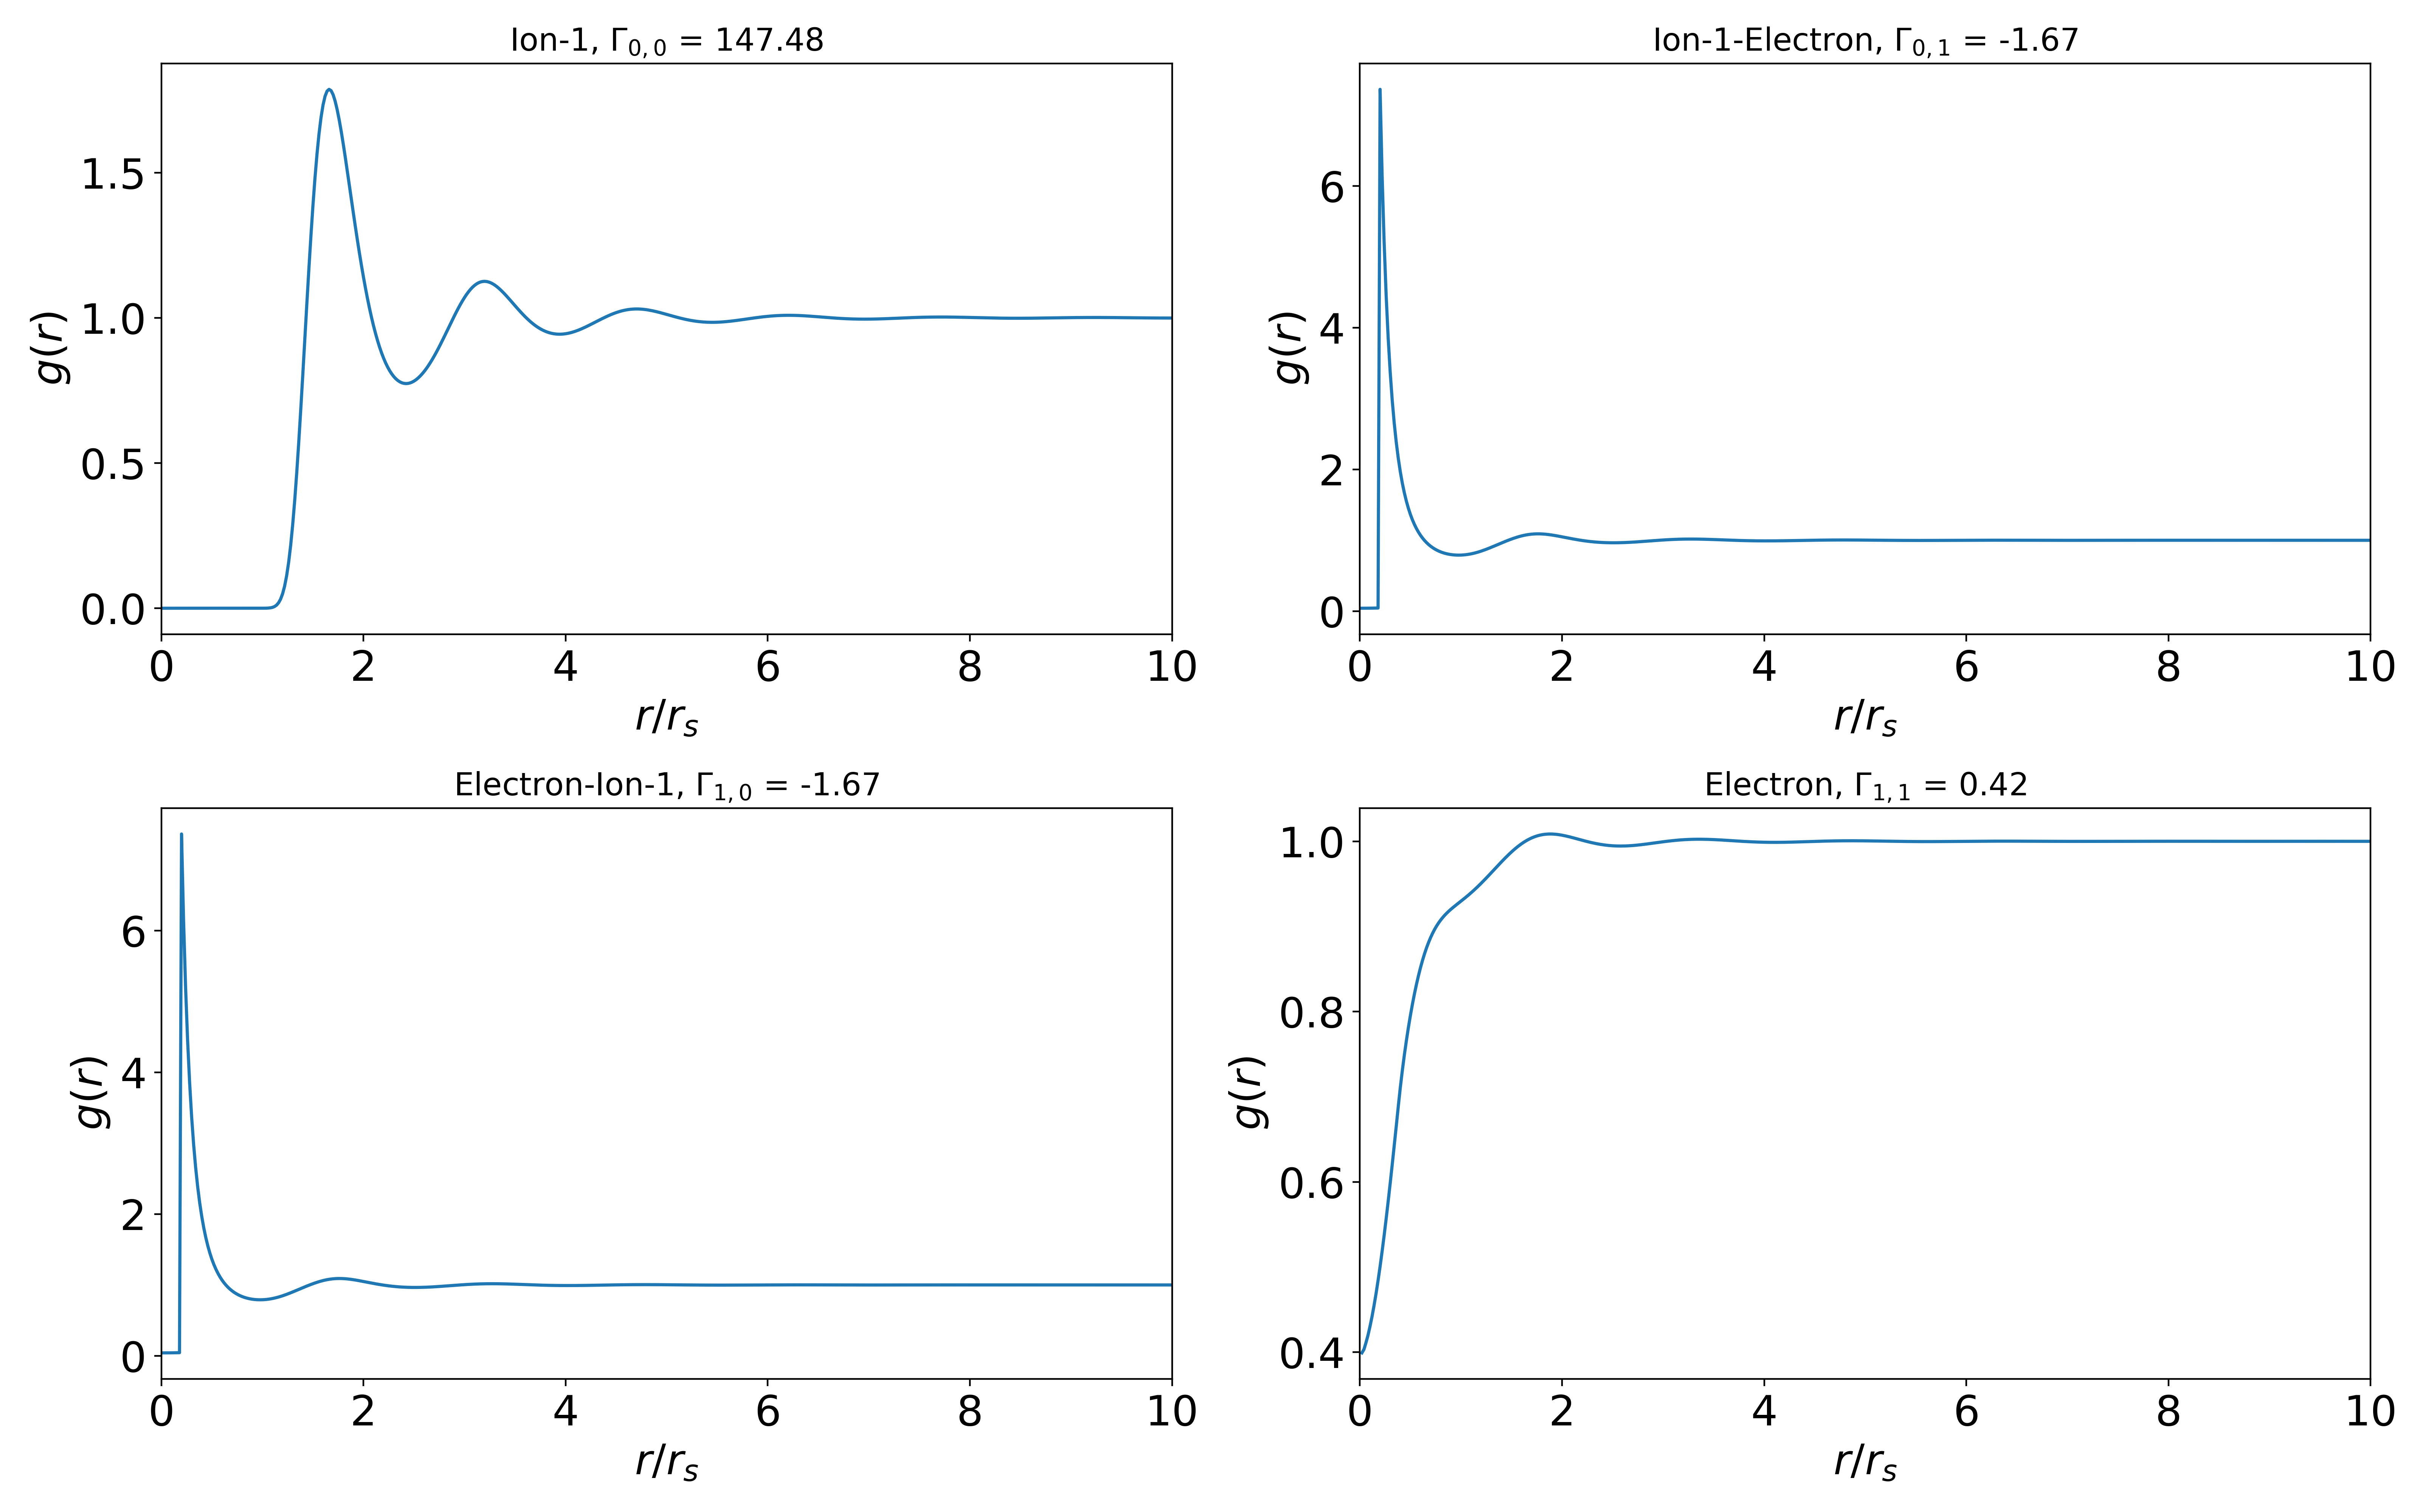 Ion-1, Γ0,0 = 147.48
g(r)
1.5
1.0
0.5
0.0
0 2 4 6 8 10
r/rs
Ion-1-Electron, Γ0,1 = -1.67
g(r)
6
4
2
0
0 2 4 6 8 10
r/rs
Electron-Ion-1, Γ1,0 = -1.67
g(r)
6
4
2
0
0 2 4 6 8 10
r/rs
Electron, Γ1,1 = 0.42
g(r)
1.0
0.8
0.6
0.4
0 2 4 6 8 10
r/rs